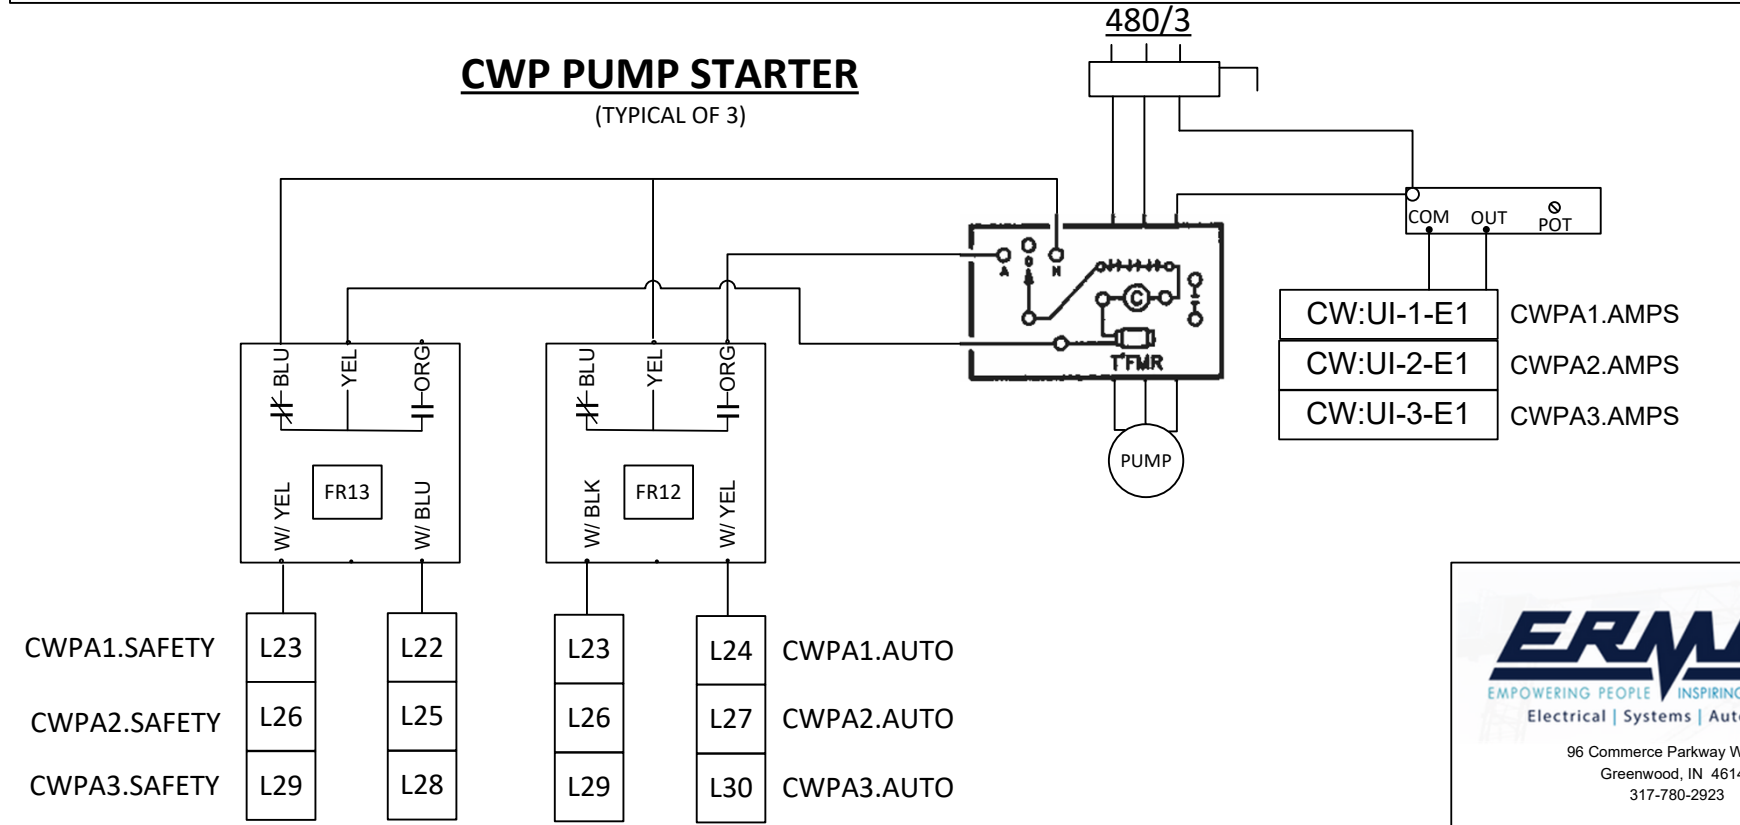 480/3
CWP PUMP STARTER
(TYPICAL OF 3)
COM OUT POT
A O H
C
T'FMR
PUMP
BLU YEL ORG
FR13
W/ YEL W/ BLU
BLU YEL ORG
FR12
W/ BLK W/ YEL
CW:UI-1-E1 CWPA1.AMPS
CW:UI-2-E1 CWPA2.AMPS
CW:UI-3-E1 CWPA3.AMPS
CWPA1.SAFETY L23 L22 L23 L24 CWPA1.AUTO
CWPA2.SAFETY L26 L25 L26 L27 CWPA2.AUTO
CWPA3.SAFETY L29 L28 L29 L30 CWPA3.AUTO
EMPOWERING PEOPLE INSPIRING
Electrical | Systems | Aut
96 Commerce Parkway W
Greenwood, IN 4614
317-780-2923